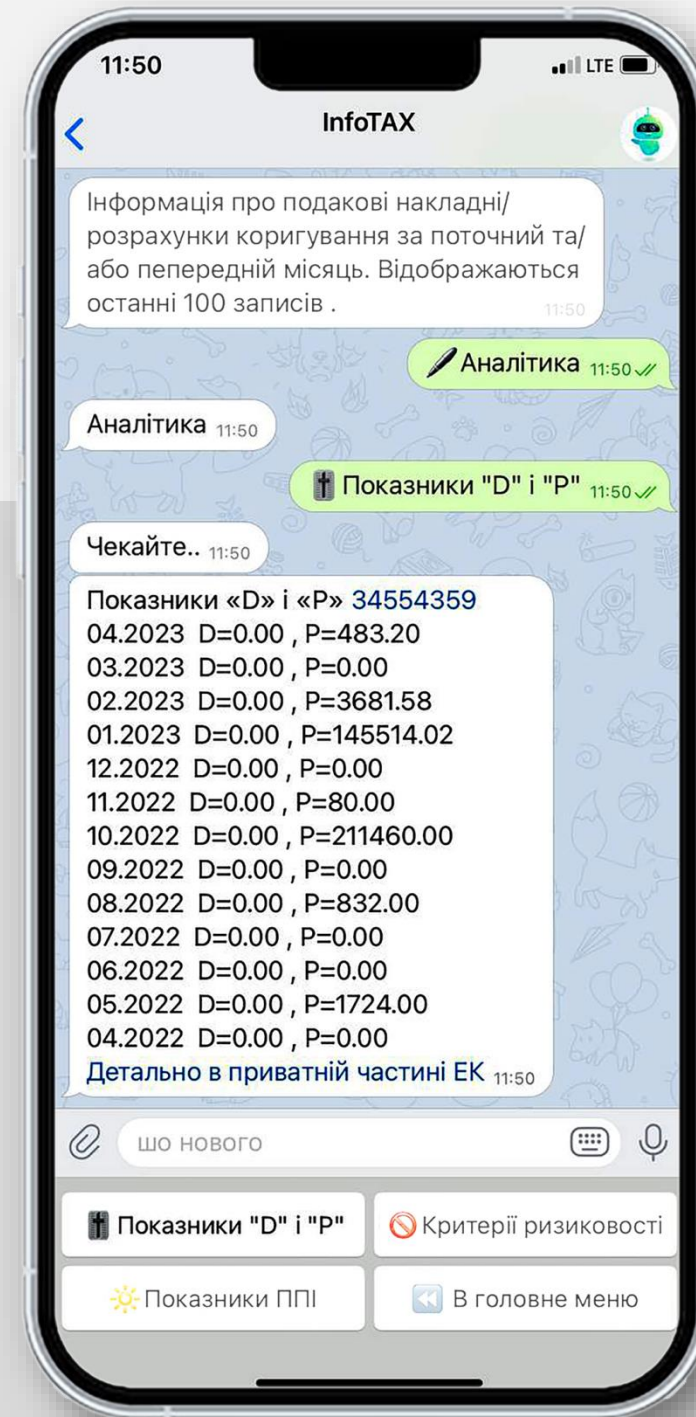 11:50
LTE
InfoTAX
Інформація про подакові накладні/
розрахунки коригування за поточний та/
або пепередній місяць. Відображаються
останні 100 записів .
11:50
Аналітика 11:50
Аналітика 11:50
Показники "D" і "P" 11:50
Чекайте.. 11:50
Показники «D» і «P» 34554359
04.2023 D=0.00 , P=483.20
03.2023 D=0.00 , P=0.00
02.2023 D=0.00 , P=3681.58
01.2023 D=0.00 , P=145514.02
12.2022 D=0.00 , P=0.00
11.2022 D=0.00 , P=80.00
10.2022 D=0.00 , P=211460.00
09.2022 D=0.00 , P=0.00
08.2022 D=0.00 , P=832.00
07.2022 D=0.00 , P=0.00
06.2022 D=0.00 , P=0.00
05.2022 D=0.00 , P=1724.00
04.2022 D=0.00 , P=0.00
Детально в приватній частині ЕК 11:50
шо нового
Показники "D" і "P"
Критерії ризиковості
Показники ППІ
В головне меню